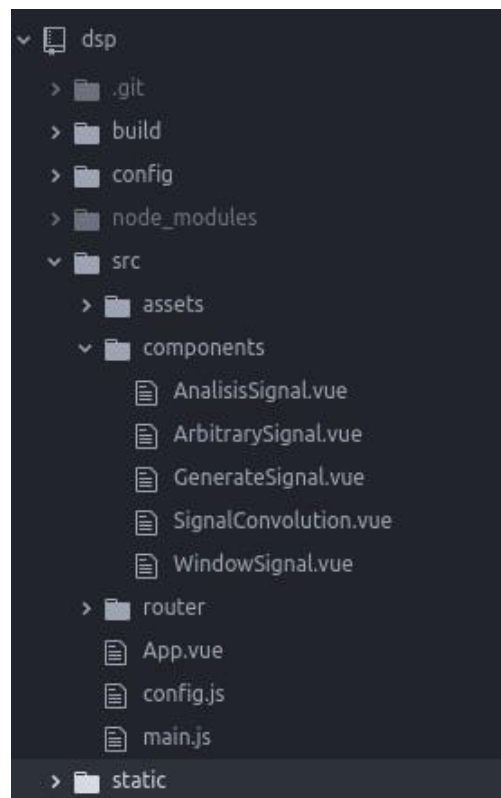 dsp
.git
build
config
node_modules
src
assets
components
AnalisisSignal.vue
ArbitrarySignal.vue
GenerateSignal.vue
SignalConvolution.vue
WindowSignal.vue
router
App.vue
config.js
main.js
static